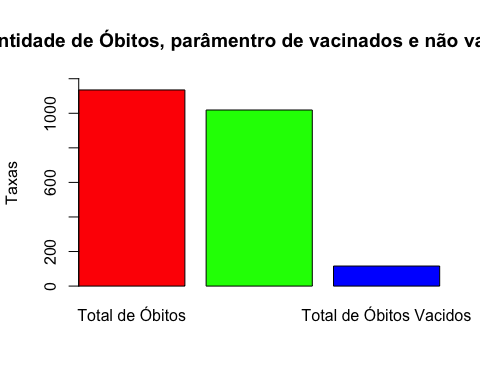 ntidade de Óbitos, parâmentro de vacinados e não va
Taxas
1000
600
200
0
Total de Óbitos
Total de Óbitos Vacidos